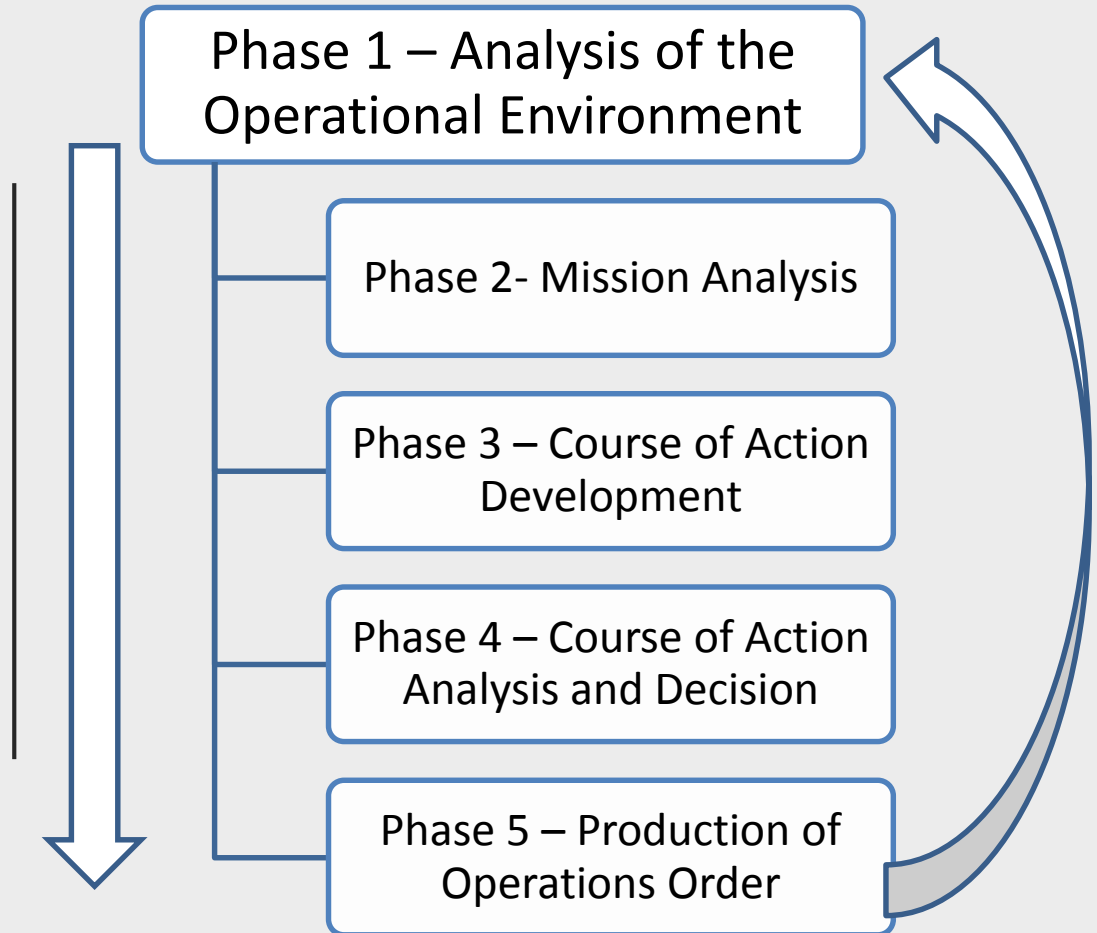 Phase 1 – Analysis of the
Operational Environment
Phase 2- Mission Analysis
Phase 3 – Course of Action
Development
Phase 4 – Course of Action
Analysis and Decision
Phase 5 – Production of
Operations Order